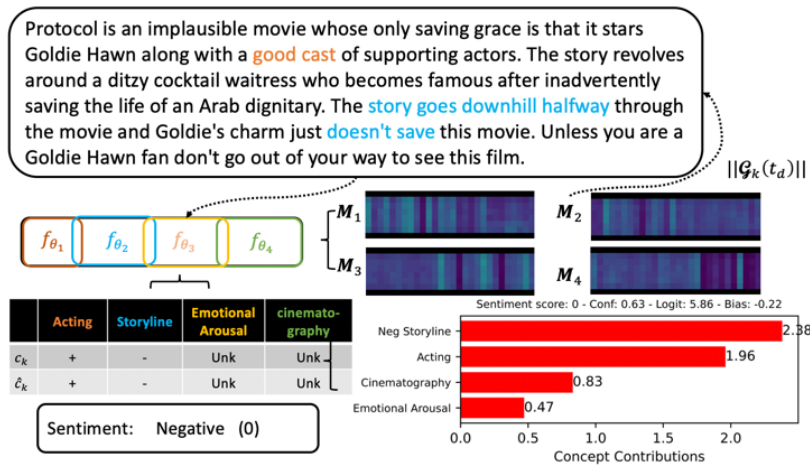 Protocol is an implausible movie whose only saving grace is that it stars
Goldie Hawn along with a good cast of supporting actors. The story revolves
around a ditzy cocktail waitress who becomes famous after inadvertently
saving the life of an Arab dignitary. The story goes downhill halfway through
the movie and Goldie's charm just doesn't save this movie. Unless you are a
Goldie Hawn fan don't go out of your way to see this film.
||𝓖ₖ(t_d)||
f_θ₁ f_θ₂ f_θ₃ f_θ₄
M₁ M₂
M₃ M₄
Acting Storyline Emotional Arousal cinemato-graphy
cₖ + - Unk Unk
ĉₖ + - Unk Unk
Sentiment: Negative (0)
Sentiment score: 0 - Conf: 0.63 - Logit: 5.86 - Bias: -0.22
Neg Storyline 2.38
Acting 1.96
Cinematography 0.83
Emotional Arousal 0.47
0.0 0.5 1.0 1.5 2.0
Concept Contributions